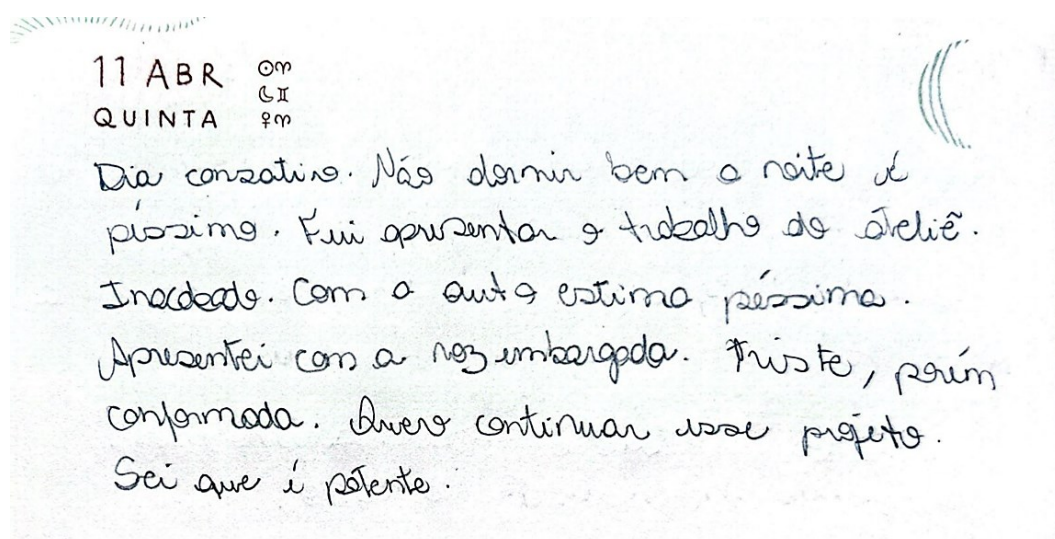 11 ABR ☉♈
☾♊
QUINTA ♀♈
Dia cansativo. Não dormir bem a noite é
péssimo. Fui apresentar o trabalho do ateliê.
Inacabado. Com a auto estima péssima.
Apresentei com a voz embargada. Triste, porém
conformada. Quero continuar esse projeto.
Sei que é potente.